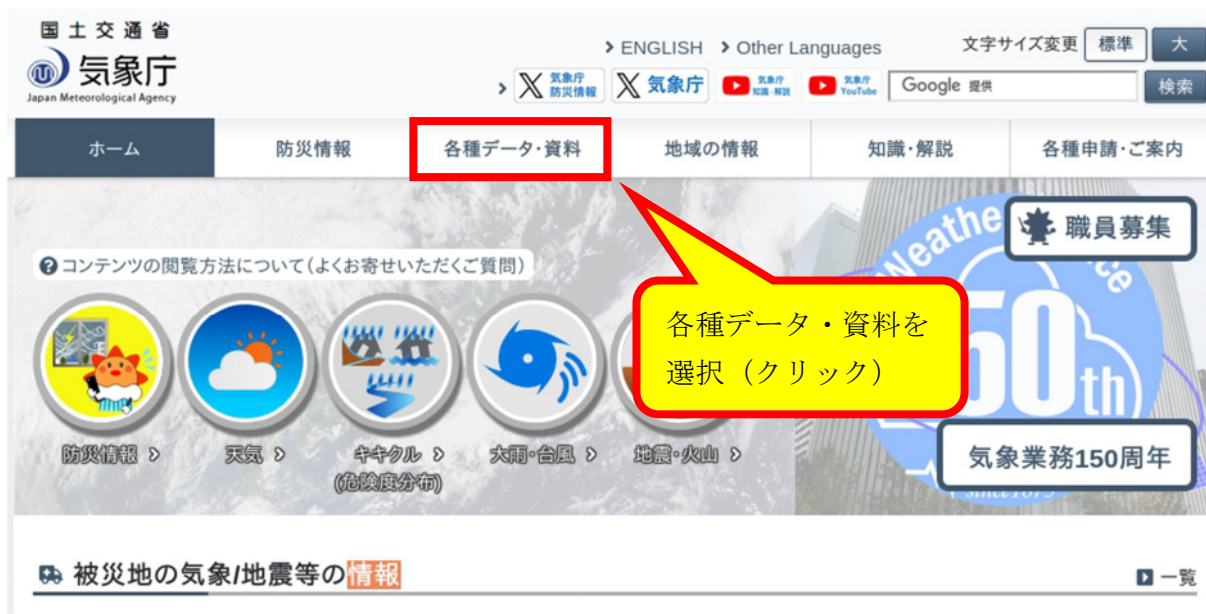 国土交通省
気象庁
Japan Meteorological Agency
ENGLISH Other Languages 文字サイズ変更 標準 大
気象庁 防災情報 気象庁 気象庁 知識・解説 気象庁 YouTube Google 提供 検索
ホーム 防災情報 各種データ・資料 地域の情報 知識・解説 各種申請・ご案内
職員募集
コンテンツの閲覧方法について(よくお寄せいただくご質問)
各種データ・資料を
選択（クリック）
50th
防災情報 天気 キキクル 大雨・台風 地震・火山
(危険度分布)
気象業務150周年
被災地の気象/地震等の情報 一覧